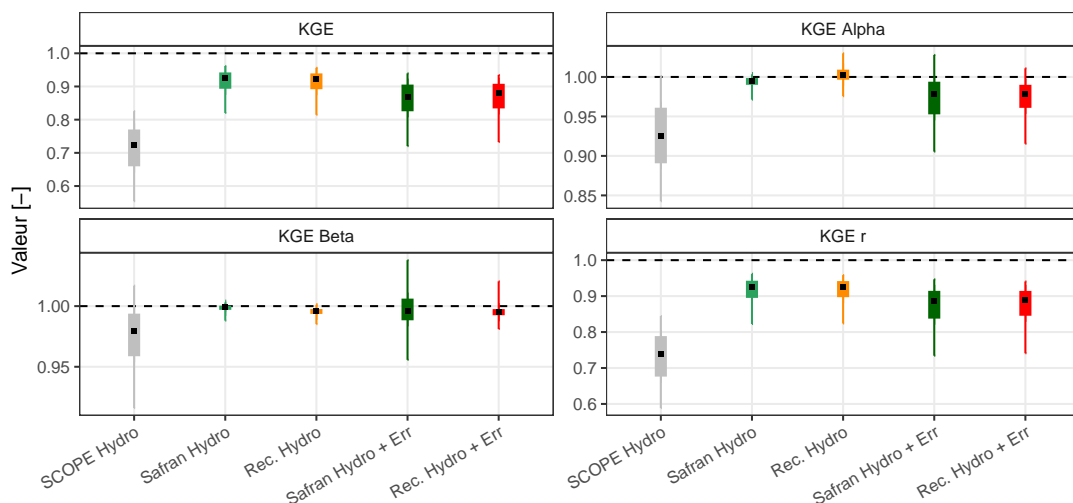 KGE
KGE Alpha
1.0
0.9
0.8
0.7
0.6
1.00
0.95
0.90
0.85
Valeur [−]
KGE Beta
KGE r
1.00
0.95
1.0
0.9
0.8
0.7
0.6
SCOPE Hydro
Safran Hydro
Rec. Hydro
Safran Hydro + Err
Rec. Hydro + Err
SCOPE Hydro
Safran Hydro
Rec. Hydro
Safran Hydro + Err
Rec. Hydro + Err